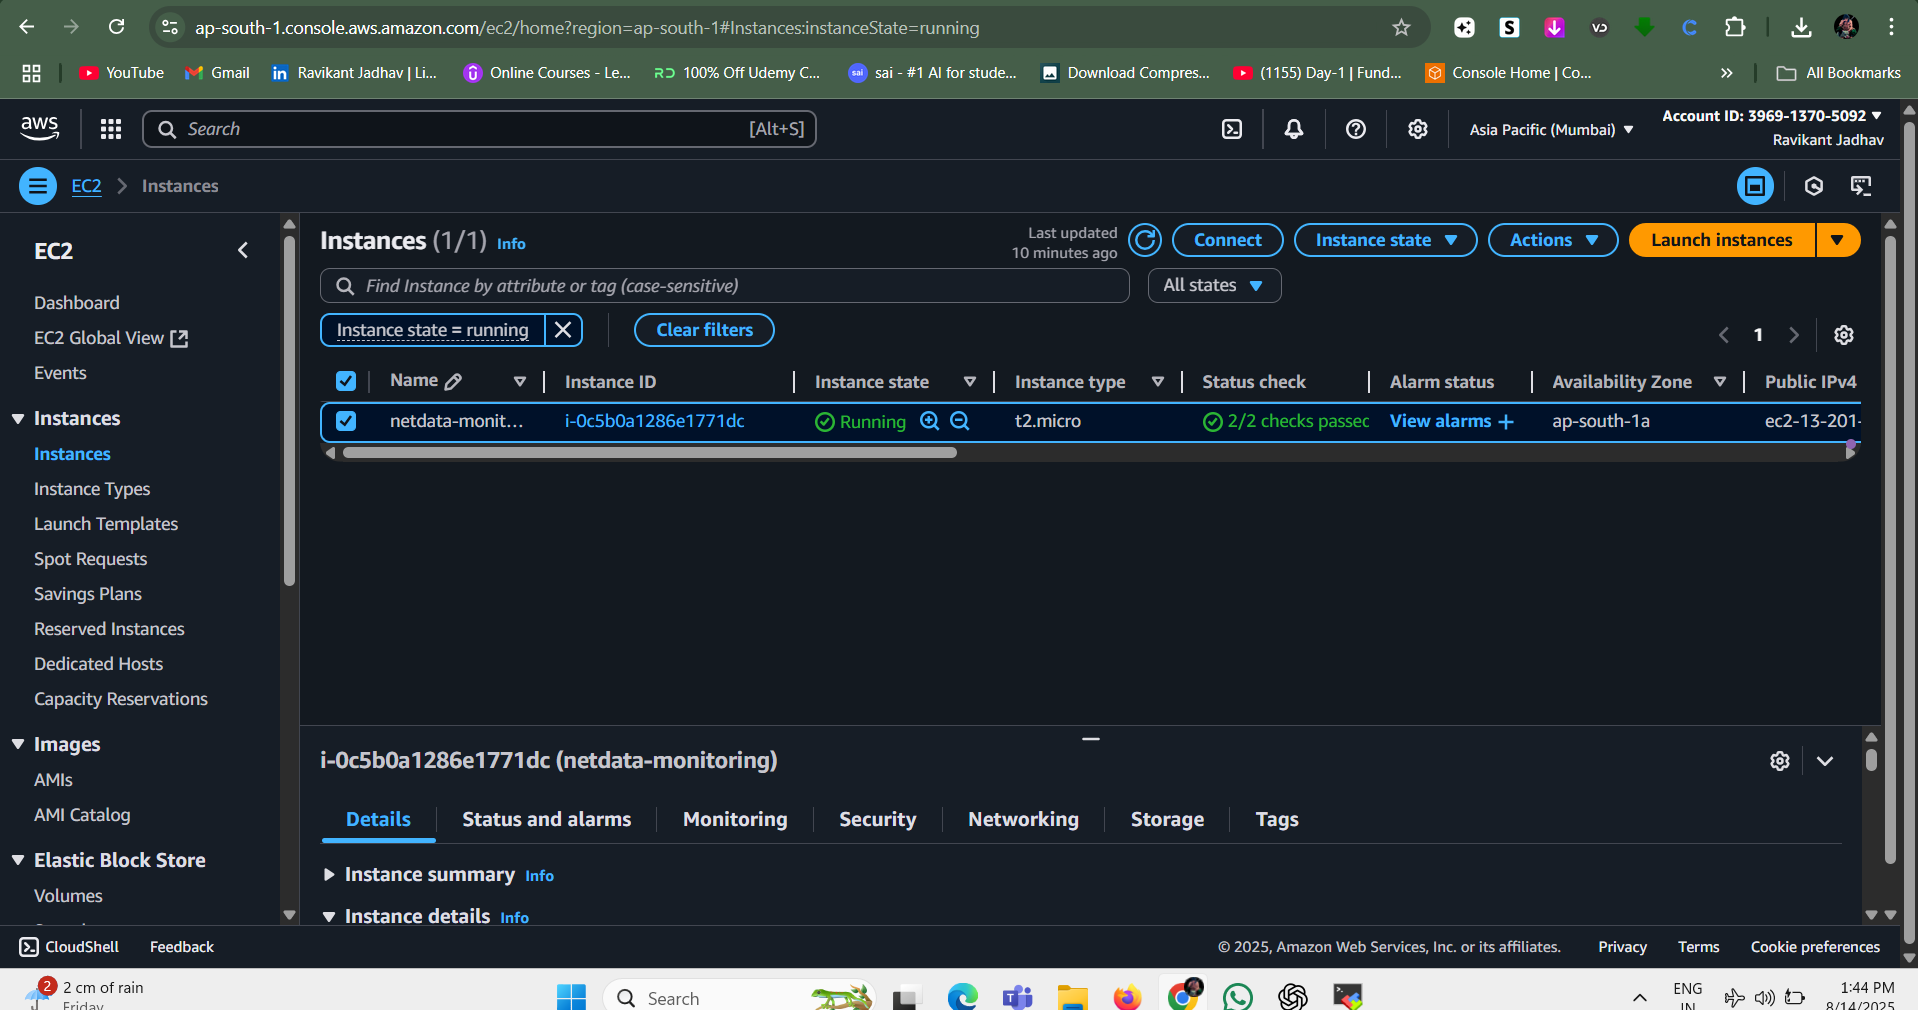 ap-south-1.console.aws.amazon.com/ec2/home?region=ap-south-1#Instances:instanceState=running
YouTube Gmail Ravikant Jadhav | Li... Online Courses - Le... 100% Off Udemy C... sai - #1 AI for stude... Download Compres... (1155) Day-1 | Fund... Console Home | Co... All Bookmarks
aws Search [Alt+S] Asia Pacific (Mumbai) Account ID: 3969-1370-5092
Ravikant Jadhav
EC2 Instances
EC2
Dashboard
EC2 Global View
Events
Instances
Instances
Instance Types
Launch Templates
Spot Requests
Savings Plans
Reserved Instances
Dedicated Hosts
Capacity Reservations
Images
AMIs
AMI Catalog
Elastic Block Store
Volumes
Instances (1/1) Info
Last updated
10 minutes ago
Connect Instance state Actions Launch instances
Find Instance by attribute or tag (case-sensitive) All states
Instance state = running Clear filters 1
Name Instance ID Instance state Instance type Status check Alarm status Availability Zone Public IPv4
netdata-monit... i-0c5b0a1286e1771dc Running t2.micro 2/2 checks passec View alarms + ap-south-1a ec2-13-201-
i-0c5b0a1286e1771dc (netdata-monitoring)
Details Status and alarms Monitoring Security Networking Storage Tags
Instance summary Info
Instance details Info
CloudShell Feedback © 2025, Amazon Web Services, Inc. or its affiliates. Privacy Terms Cookie preferences
2 2 cm of rain
Friday
Search
ENG
IN
1:44 PM
8/14/2025